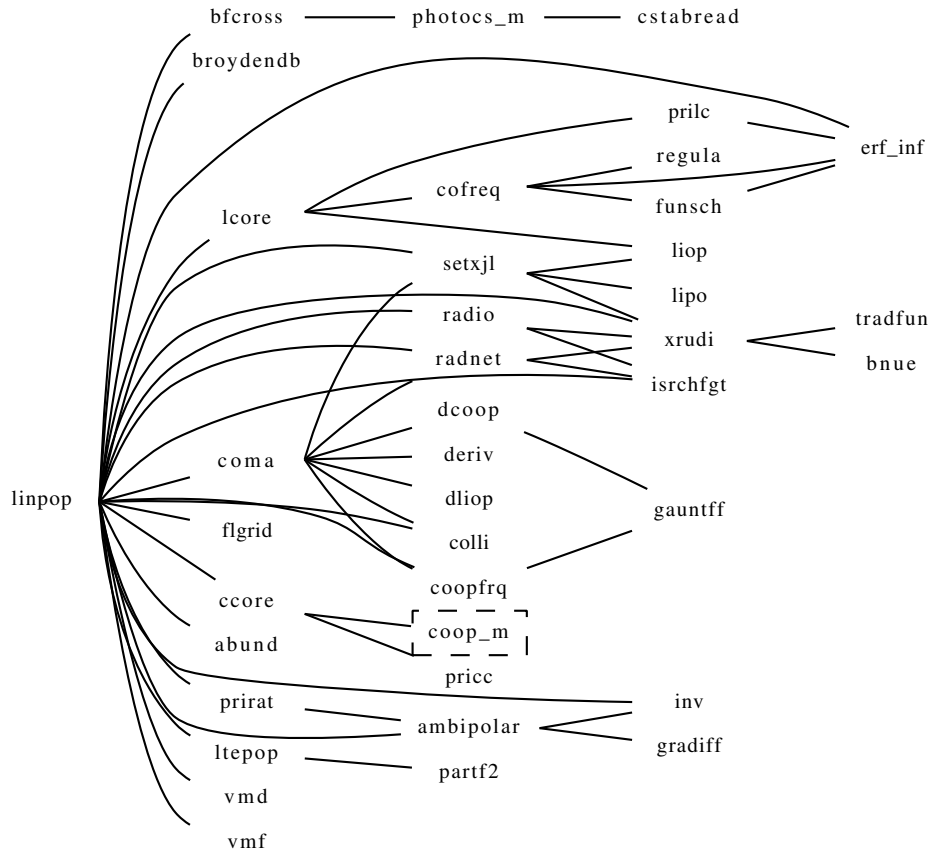 bfcross photocs_m cstabread
broydendb
prilc
erf_inf
regula
cofreq
funsch
lcore
liop
setxjl
lipo
radio
tradfun
xrudi
radnet
bnue
isrchfgt
dcoop
deriv
coma
dliop
linpop
gauntff
flgrid
colli
coopfrq
ccore
coop_m
abund
pricc
prirat
inv
ambipolar
gradiff
ltepop
partf2
vmd
vmf